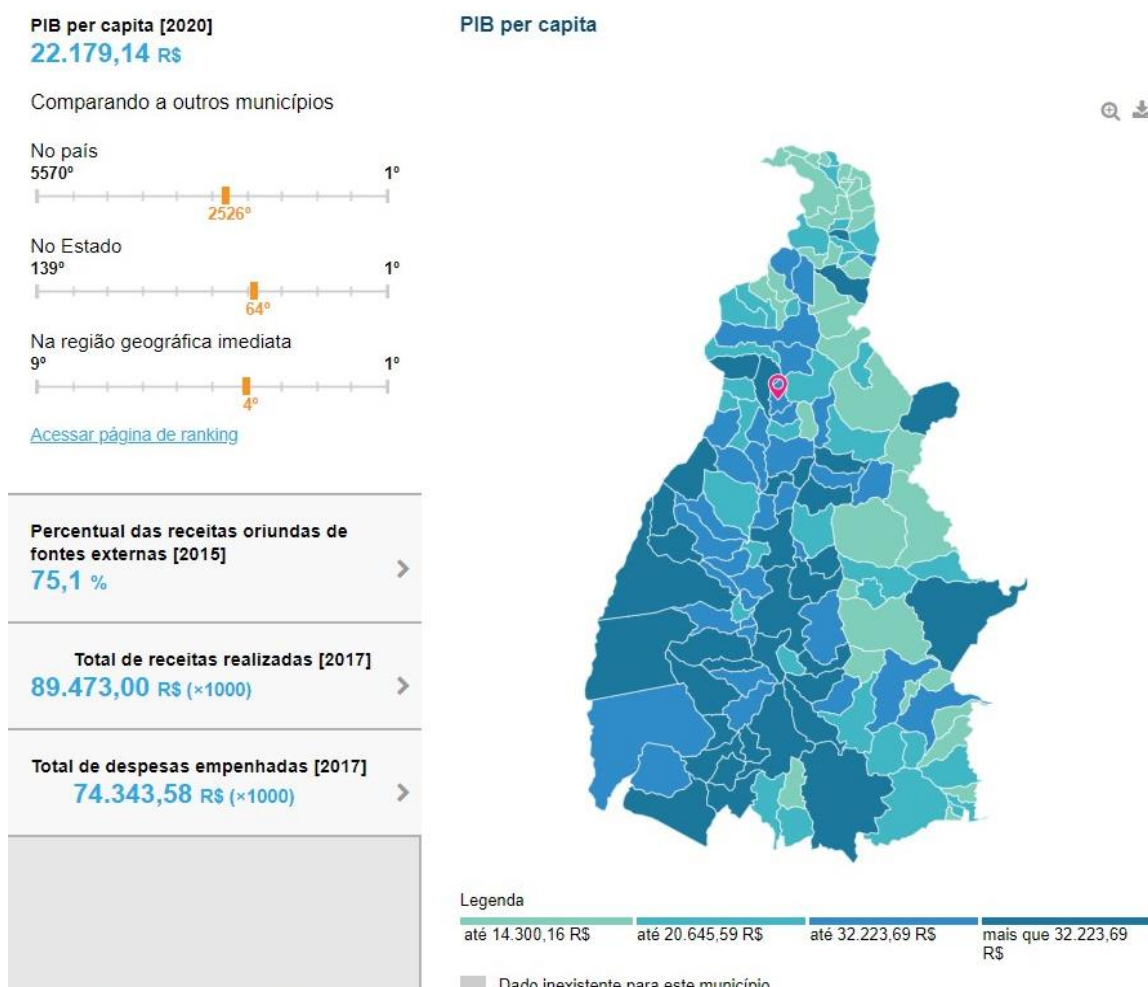 PIB per capita [2020]
22.179,14 R$
Comparando a outros municípios
No país
5570º 1º
2526º
No Estado
139º 1º
64º
Na região geográfica imediata
9º 1º
4º
Acessar página de ranking
Percentual das receitas oriundas de
fontes externas [2015]
75,1 %
Total de receitas realizadas [2017]
89.473,00 R$ (×1000)
Total de despesas empenhadas [2017]
74.343,58 R$ (×1000)
PIB per capita
Legenda
até 14.300,16 R$
até 20.645,59 R$
até 32.223,69 R$
mais que 32.223,69
R$
Dado inexistente para este município